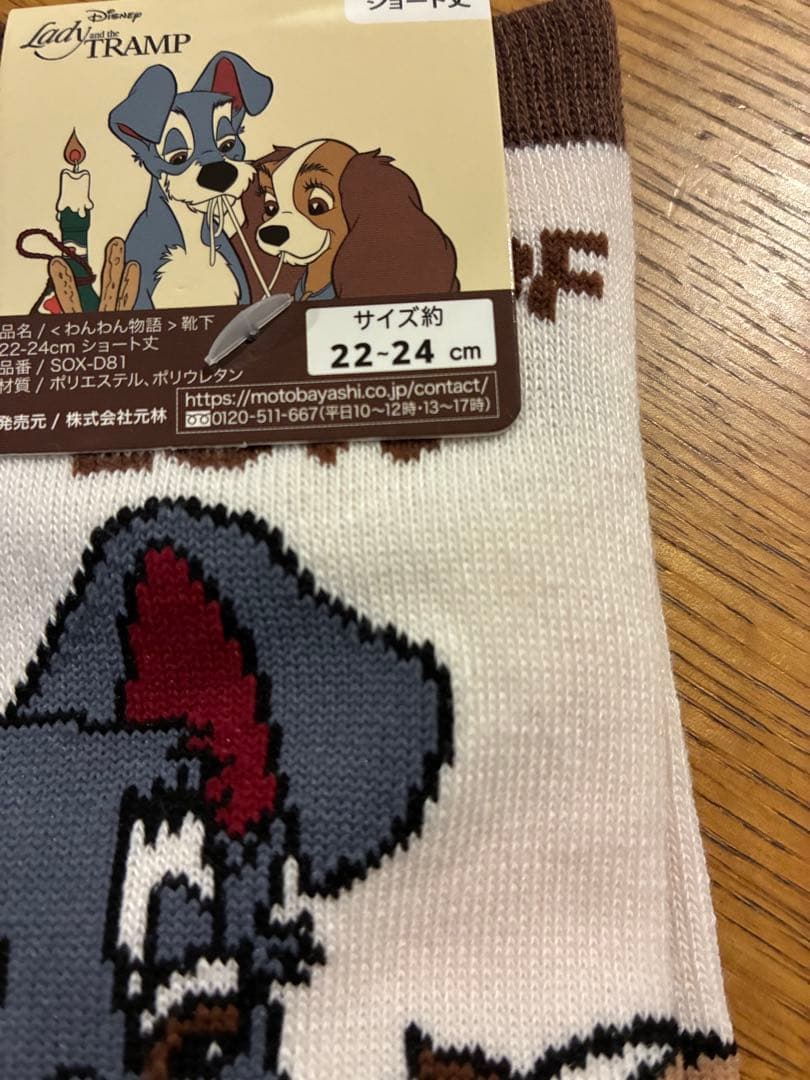 ショート丈
Disney
Lady and the
TRAMP
品名 / <わんわん物語> 靴下
22-24cm ショート丈
品番 / SOX-D81
材質 / ポリエステル、ポリウレタン
発売元 / 株式会社元林
サイズ約
22~24 cm
https://motobayashi.co.jp/contact/
0120-511-667(平日10~12時・13~17時)